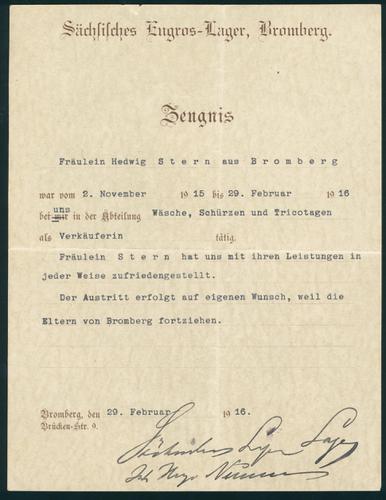 Sächsisches Engros-Lager, Bromberg.
Zeugnis
Fräulein Hedwig Stern aus Bromberg
war vom 2. November 1915 bis 29. Februar 1916
bei mir uns in der Abteilung Wäsche, Schürzen und Tricotagen
als Verkäuferin tätig.
Fräulein Stern hat uns mit ihren Leistungen in
jeder Weise zufriedengestellt.
Der Austritt erfolgt auf eigenen Wunsch, weil die
Eltern von Bromberg fortziehen.
Bromberg, den 29. Februar 1916.
Brücken-Str. 9.
Lager